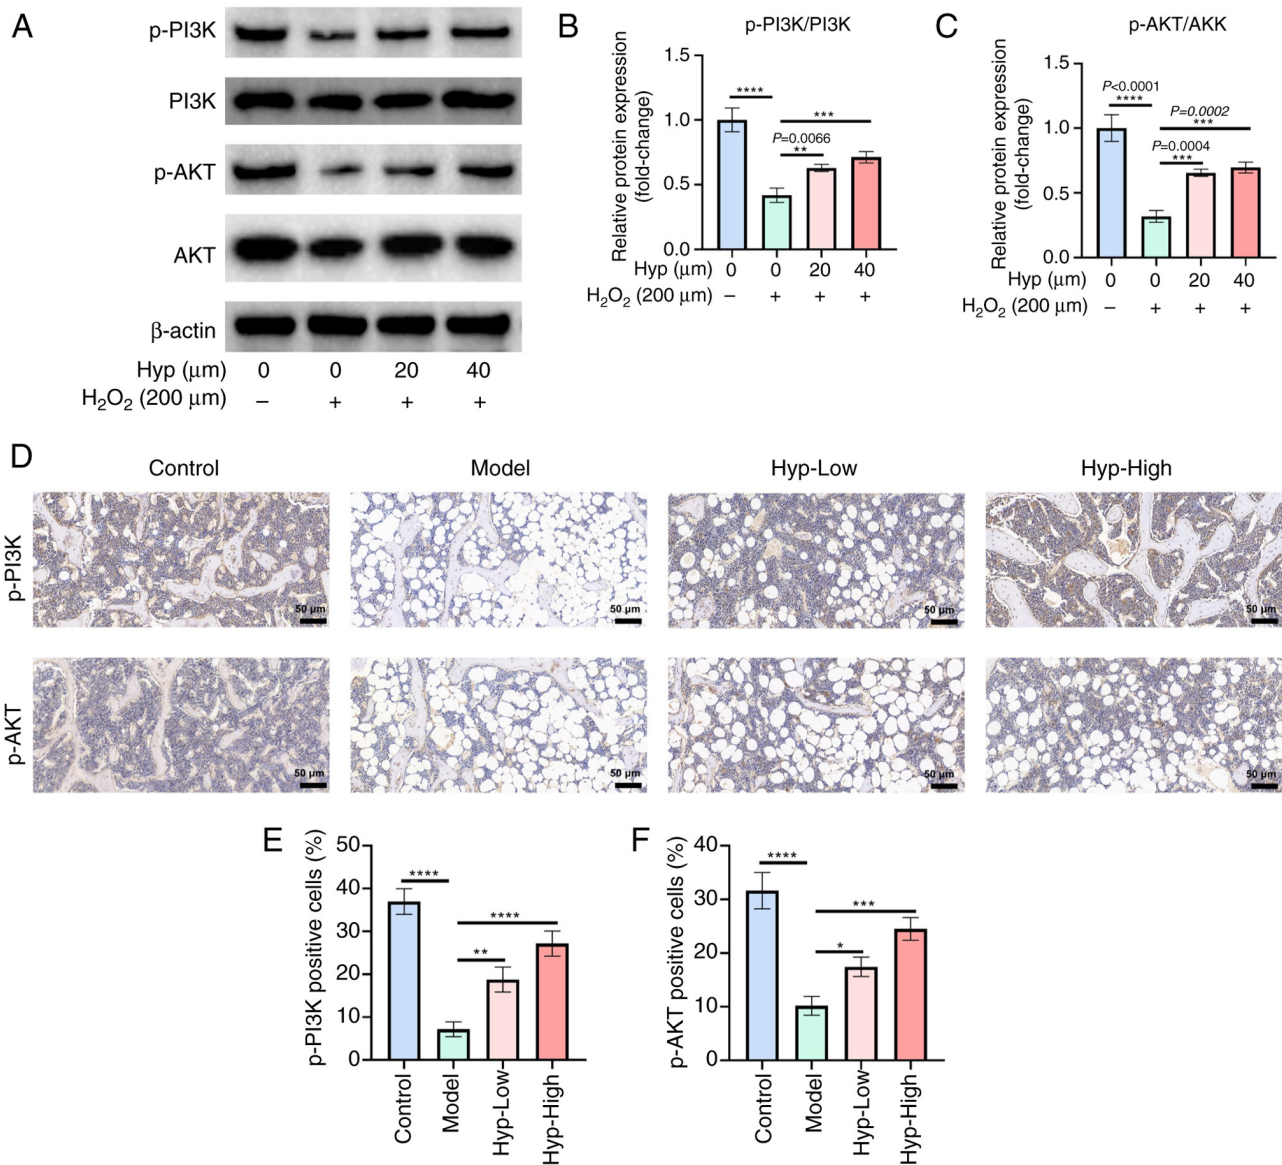 A
p-PI3K
PI3K
p-AKT
AKT
β-actin
Hyp (μm) 0 0 20 40
H₂O₂ (200 μm) – + + +
B
p-PI3K/PI3K
Relative protein expression
(fold-change)
1.5
1.0
0.5
0.0
****
***
P=0.0066
**
Hyp (μm) 0 0 20 40
H₂O₂ (200 μm) – + + +
C
p-AKT/AKK
Relative protein expression
(fold-change)
1.5
1.0
0.5
0.0
P<0.0001
****
P=0.0002
***
P=0.0004
***
Hyp (μm) 0 0 20 40
H₂O₂ (200 μm) – + + +
D
Control Model Hyp-Low Hyp-High
p-PI3K
50 μm 50 μm 50 μm 50 μm
p-AKT
50 μm 50 μm 50 μm 50 μm
E
p-PI3K positive cells (%)
50
40
30
20
10
0
****
****
**
Control Model Hyp-Low Hyp-High
F
p-AKT positive cells (%)
40
30
20
10
0
****
***
*
Control Model Hyp-Low Hyp-High